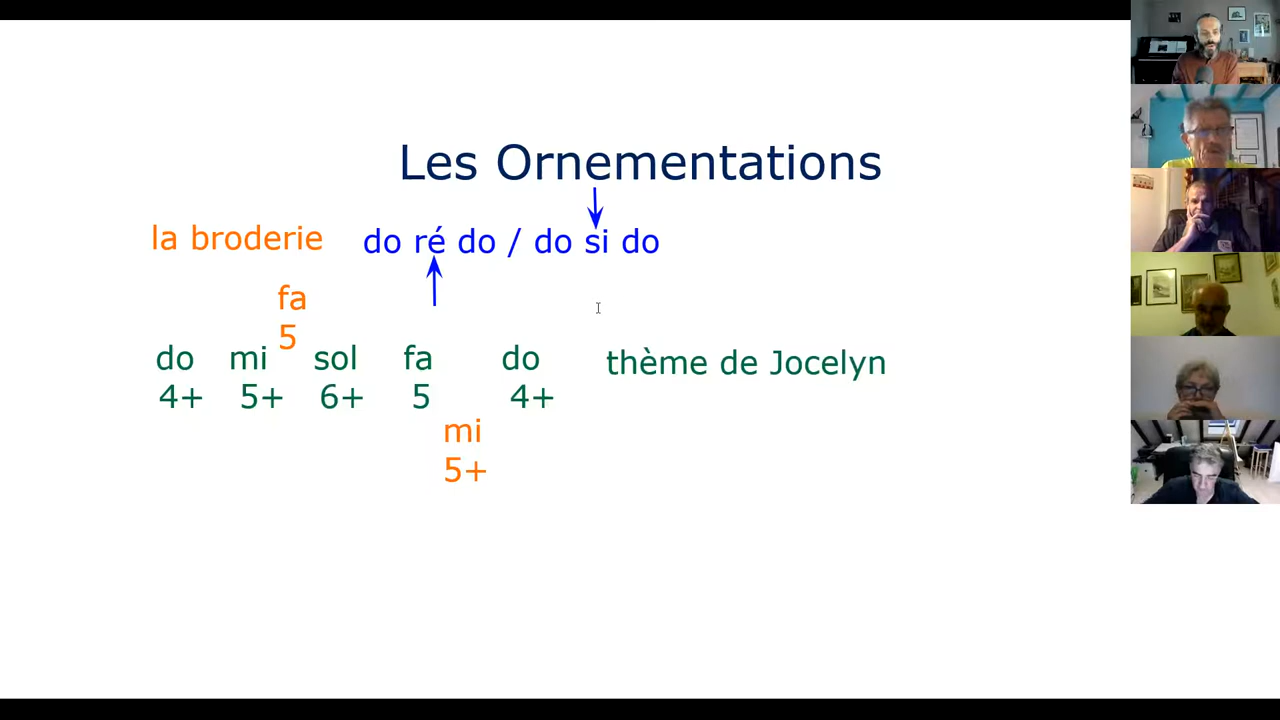 Les Ornementations
la broderie do ré do / do si do
fa
5
do mi sol fa do thème de Jocelyn
4+ 5+ 6+ 5 4+
mi
5+